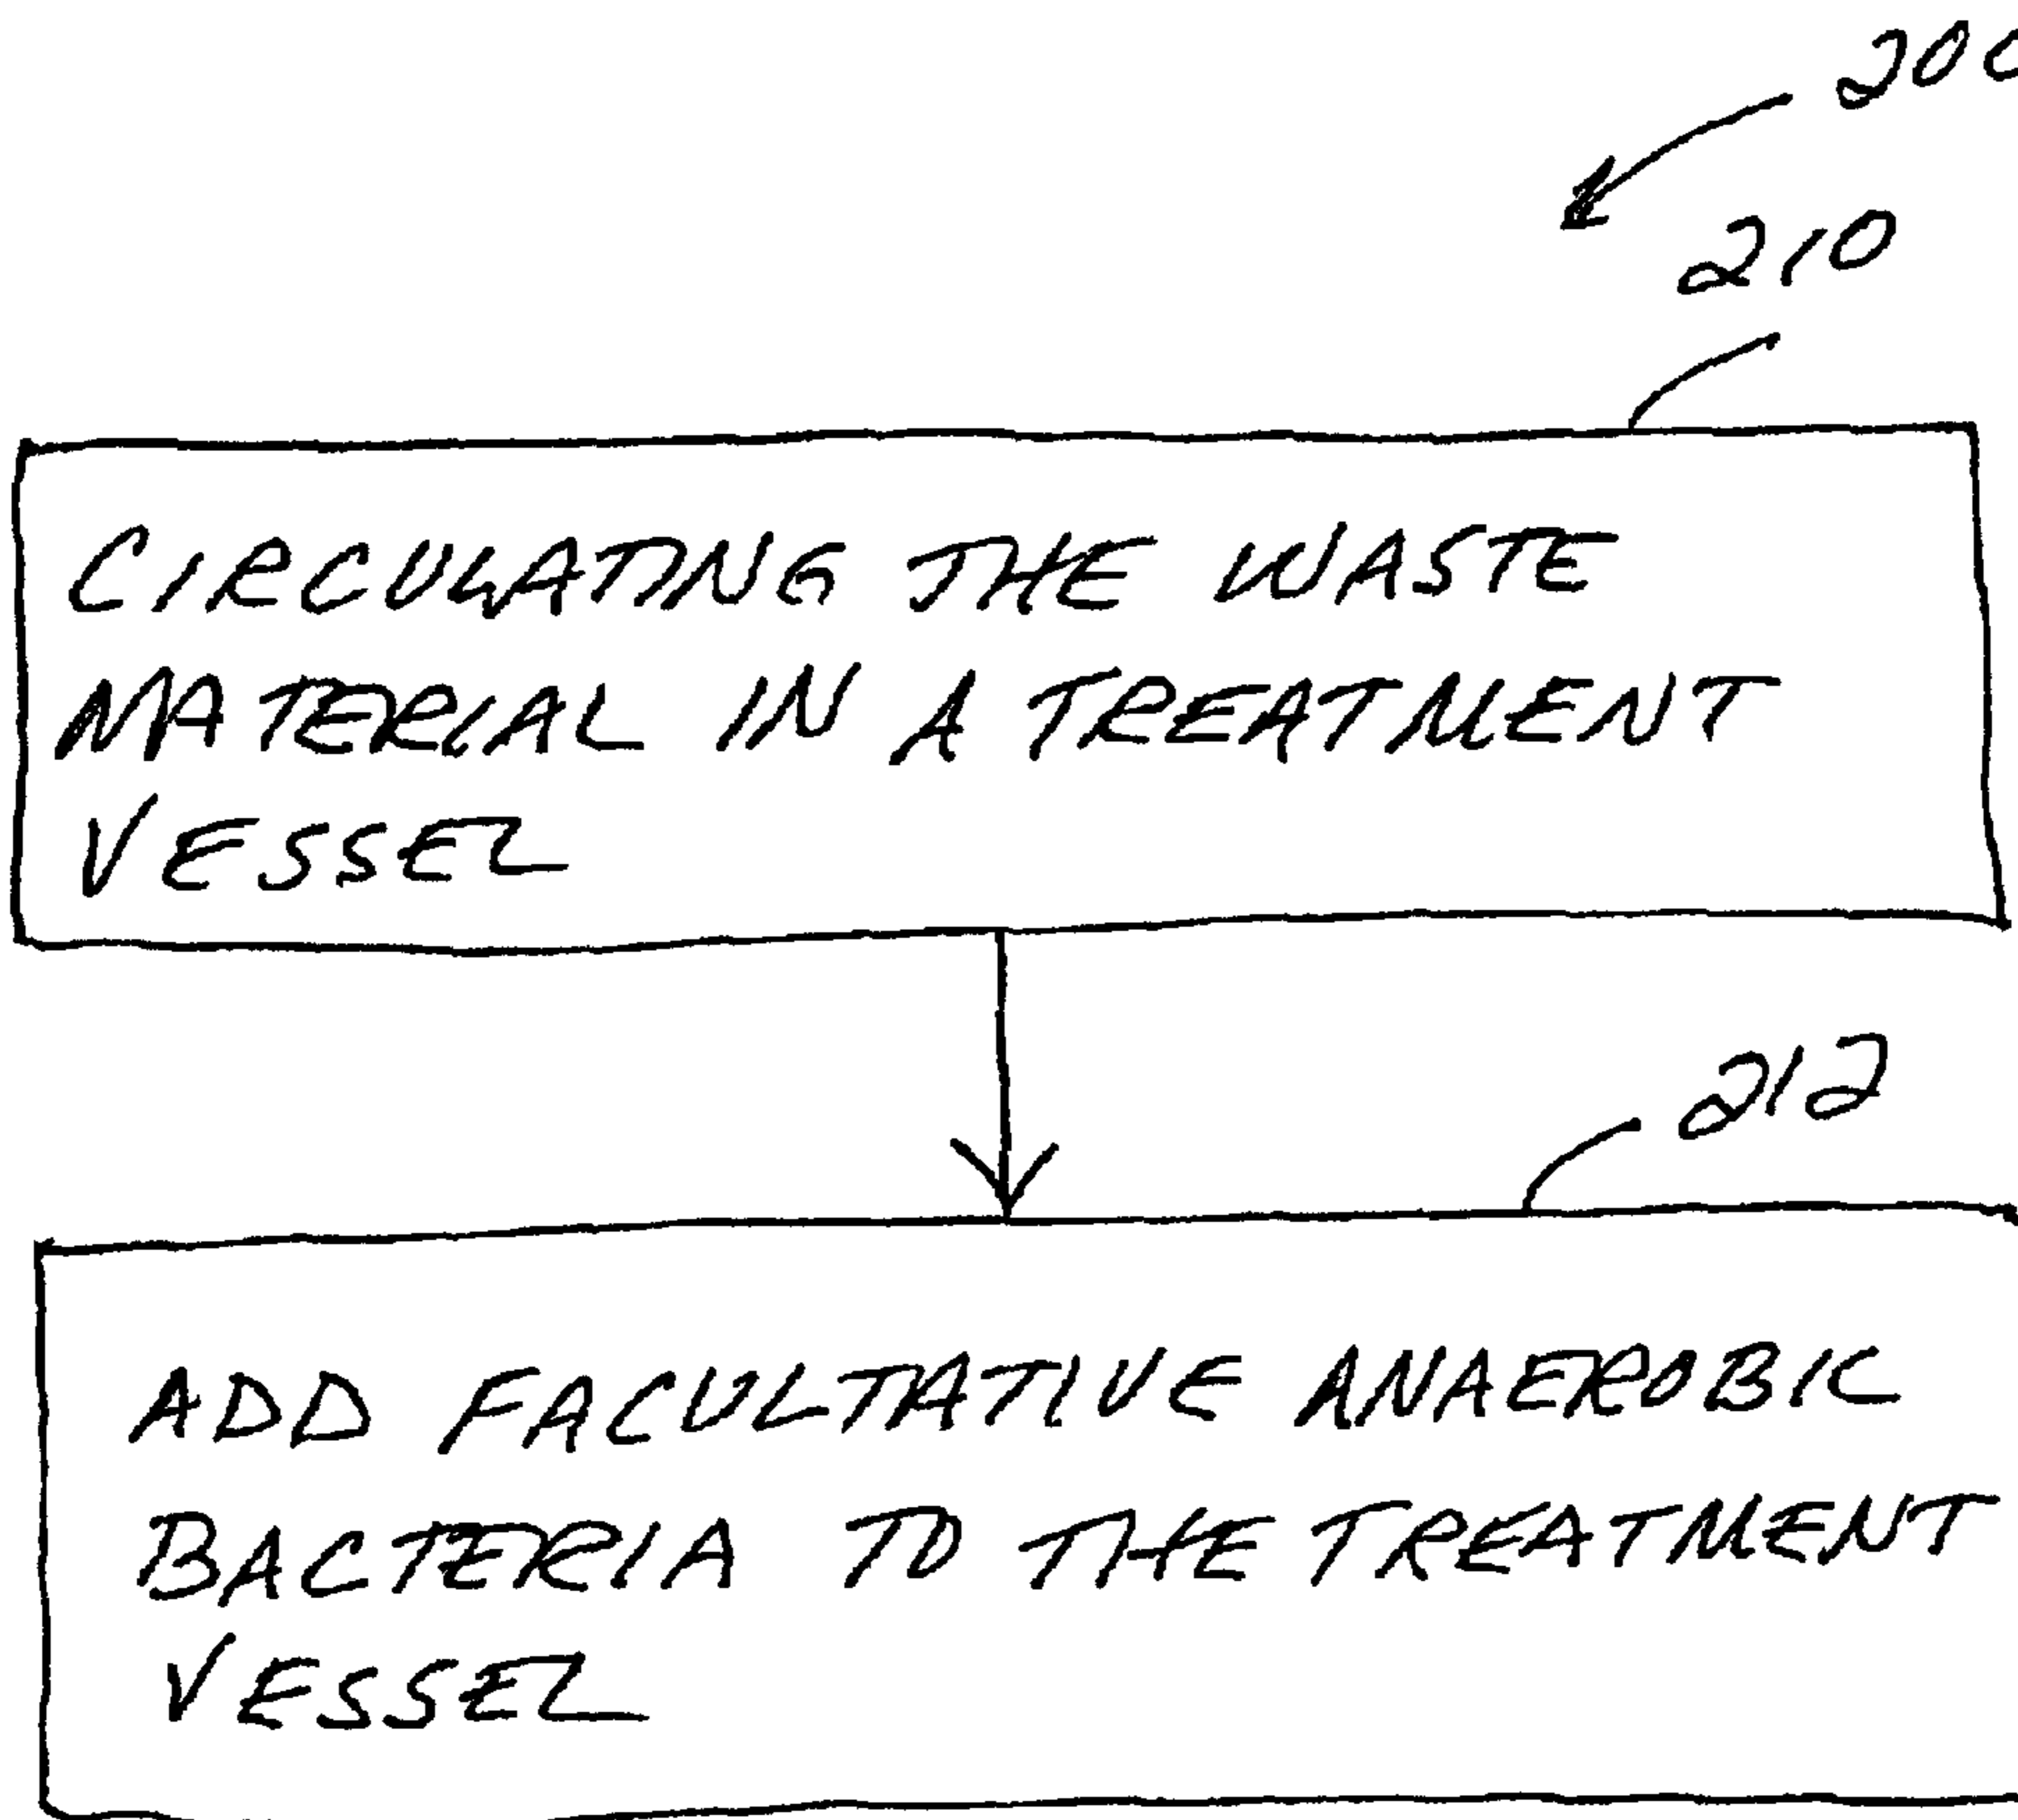 200
210
CIRCULATING THE WASTE
MATERIAL IN A TREATMENT
VESSEL
212
ADD FACULTATIVE ANAEROBIC
BACTERIA TO THE TREATMENT
VESSEL